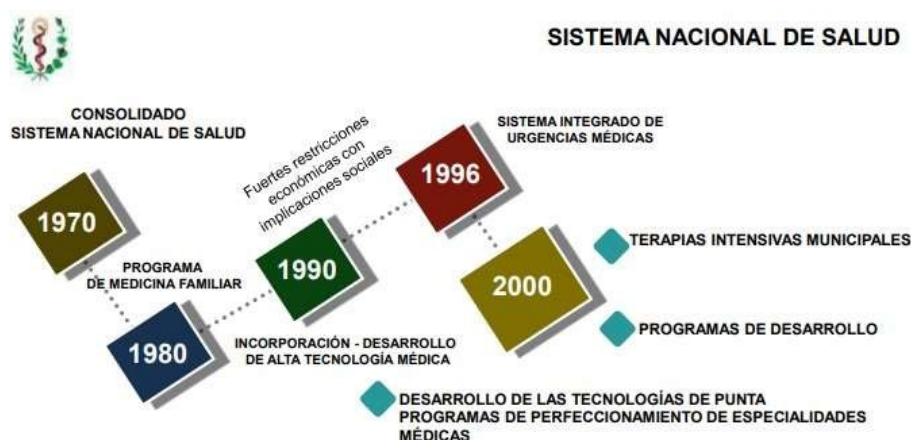 SISTEMA NACIONAL DE SALUD
CONSOLIDADO
SISTEMA NACIONAL DE SALUD
1970
PROGRAMA
DE MEDICINA FAMILIAR
1980
Fuertes restricciones
económicas con
implicaciones sociales
1990
INCORPORACIÓN - DESARROLLO
DE ALTA TECNOLOGÍA MÉDICA
SISTEMA INTEGRADO DE
URGENCIAS MÉDICAS
1996
2000
TERAPIAS INTENSIVAS MUNICIPALES
PROGRAMAS DE DESARROLLO
DESARROLLO DE LAS TECNOLOGÍAS DE PUNTA
PROGRAMAS DE PERFECCIONAMIENTO DE ESPECIALIDADES
MÉDICAS